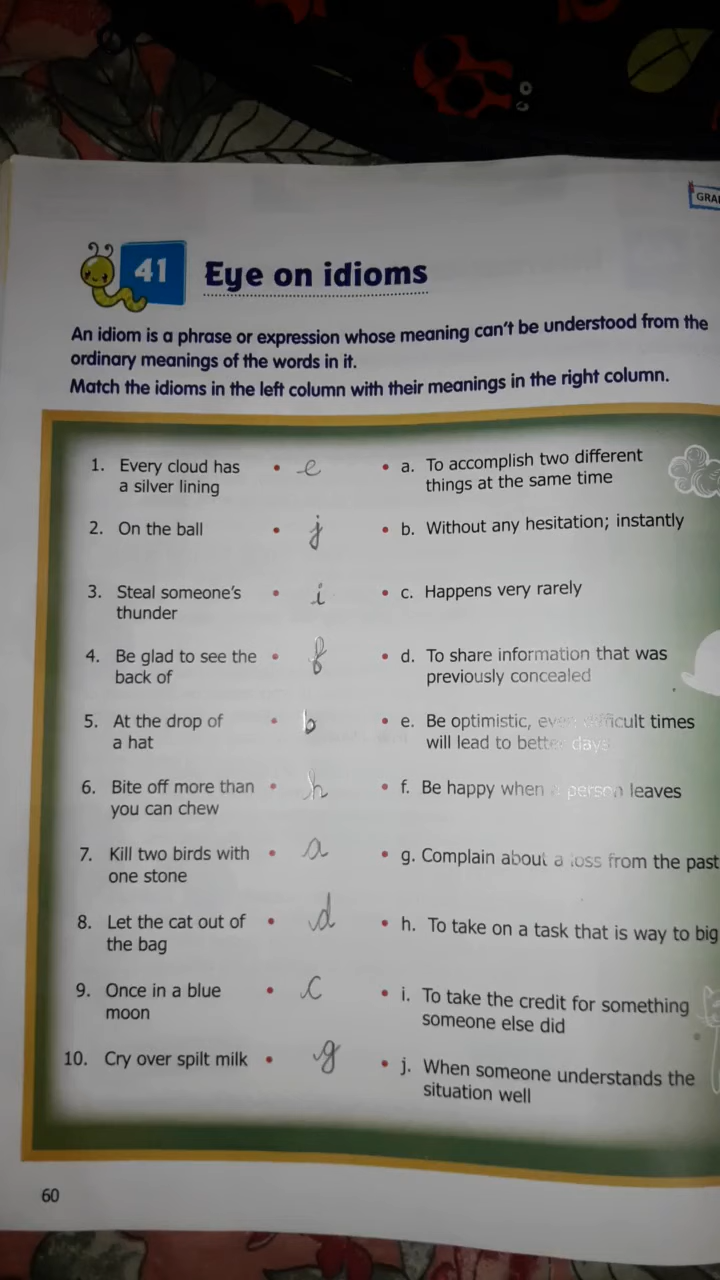 41 Eye on idioms
An idiom is a phrase or expression whose meaning can't be understood from the
ordinary meanings of the words in it.
Match the idioms in the left column with their meanings in the right column.
1. Every cloud has • e • a. To accomplish two different
a silver lining things at the same time
2. On the ball • j • b. Without any hesitation; instantly
3. Steal someone's • i • c. Happens very rarely
thunder
4. Be glad to see the • f • d. To share information that was
back of previously concealed
5. At the drop of • b • e. Be optimistic, even difficult times
a hat will lead to better days
6. Bite off more than • h • f. Be happy when a person leaves
you can chew
7. Kill two birds with • a • g. Complain about a loss from the past
one stone
8. Let the cat out of • d • h. To take on a task that is way to big
the bag
9. Once in a blue • c • i. To take the credit for something
moon someone else did
10. Cry over spilt milk • g • j. When someone understands the
situation well
60